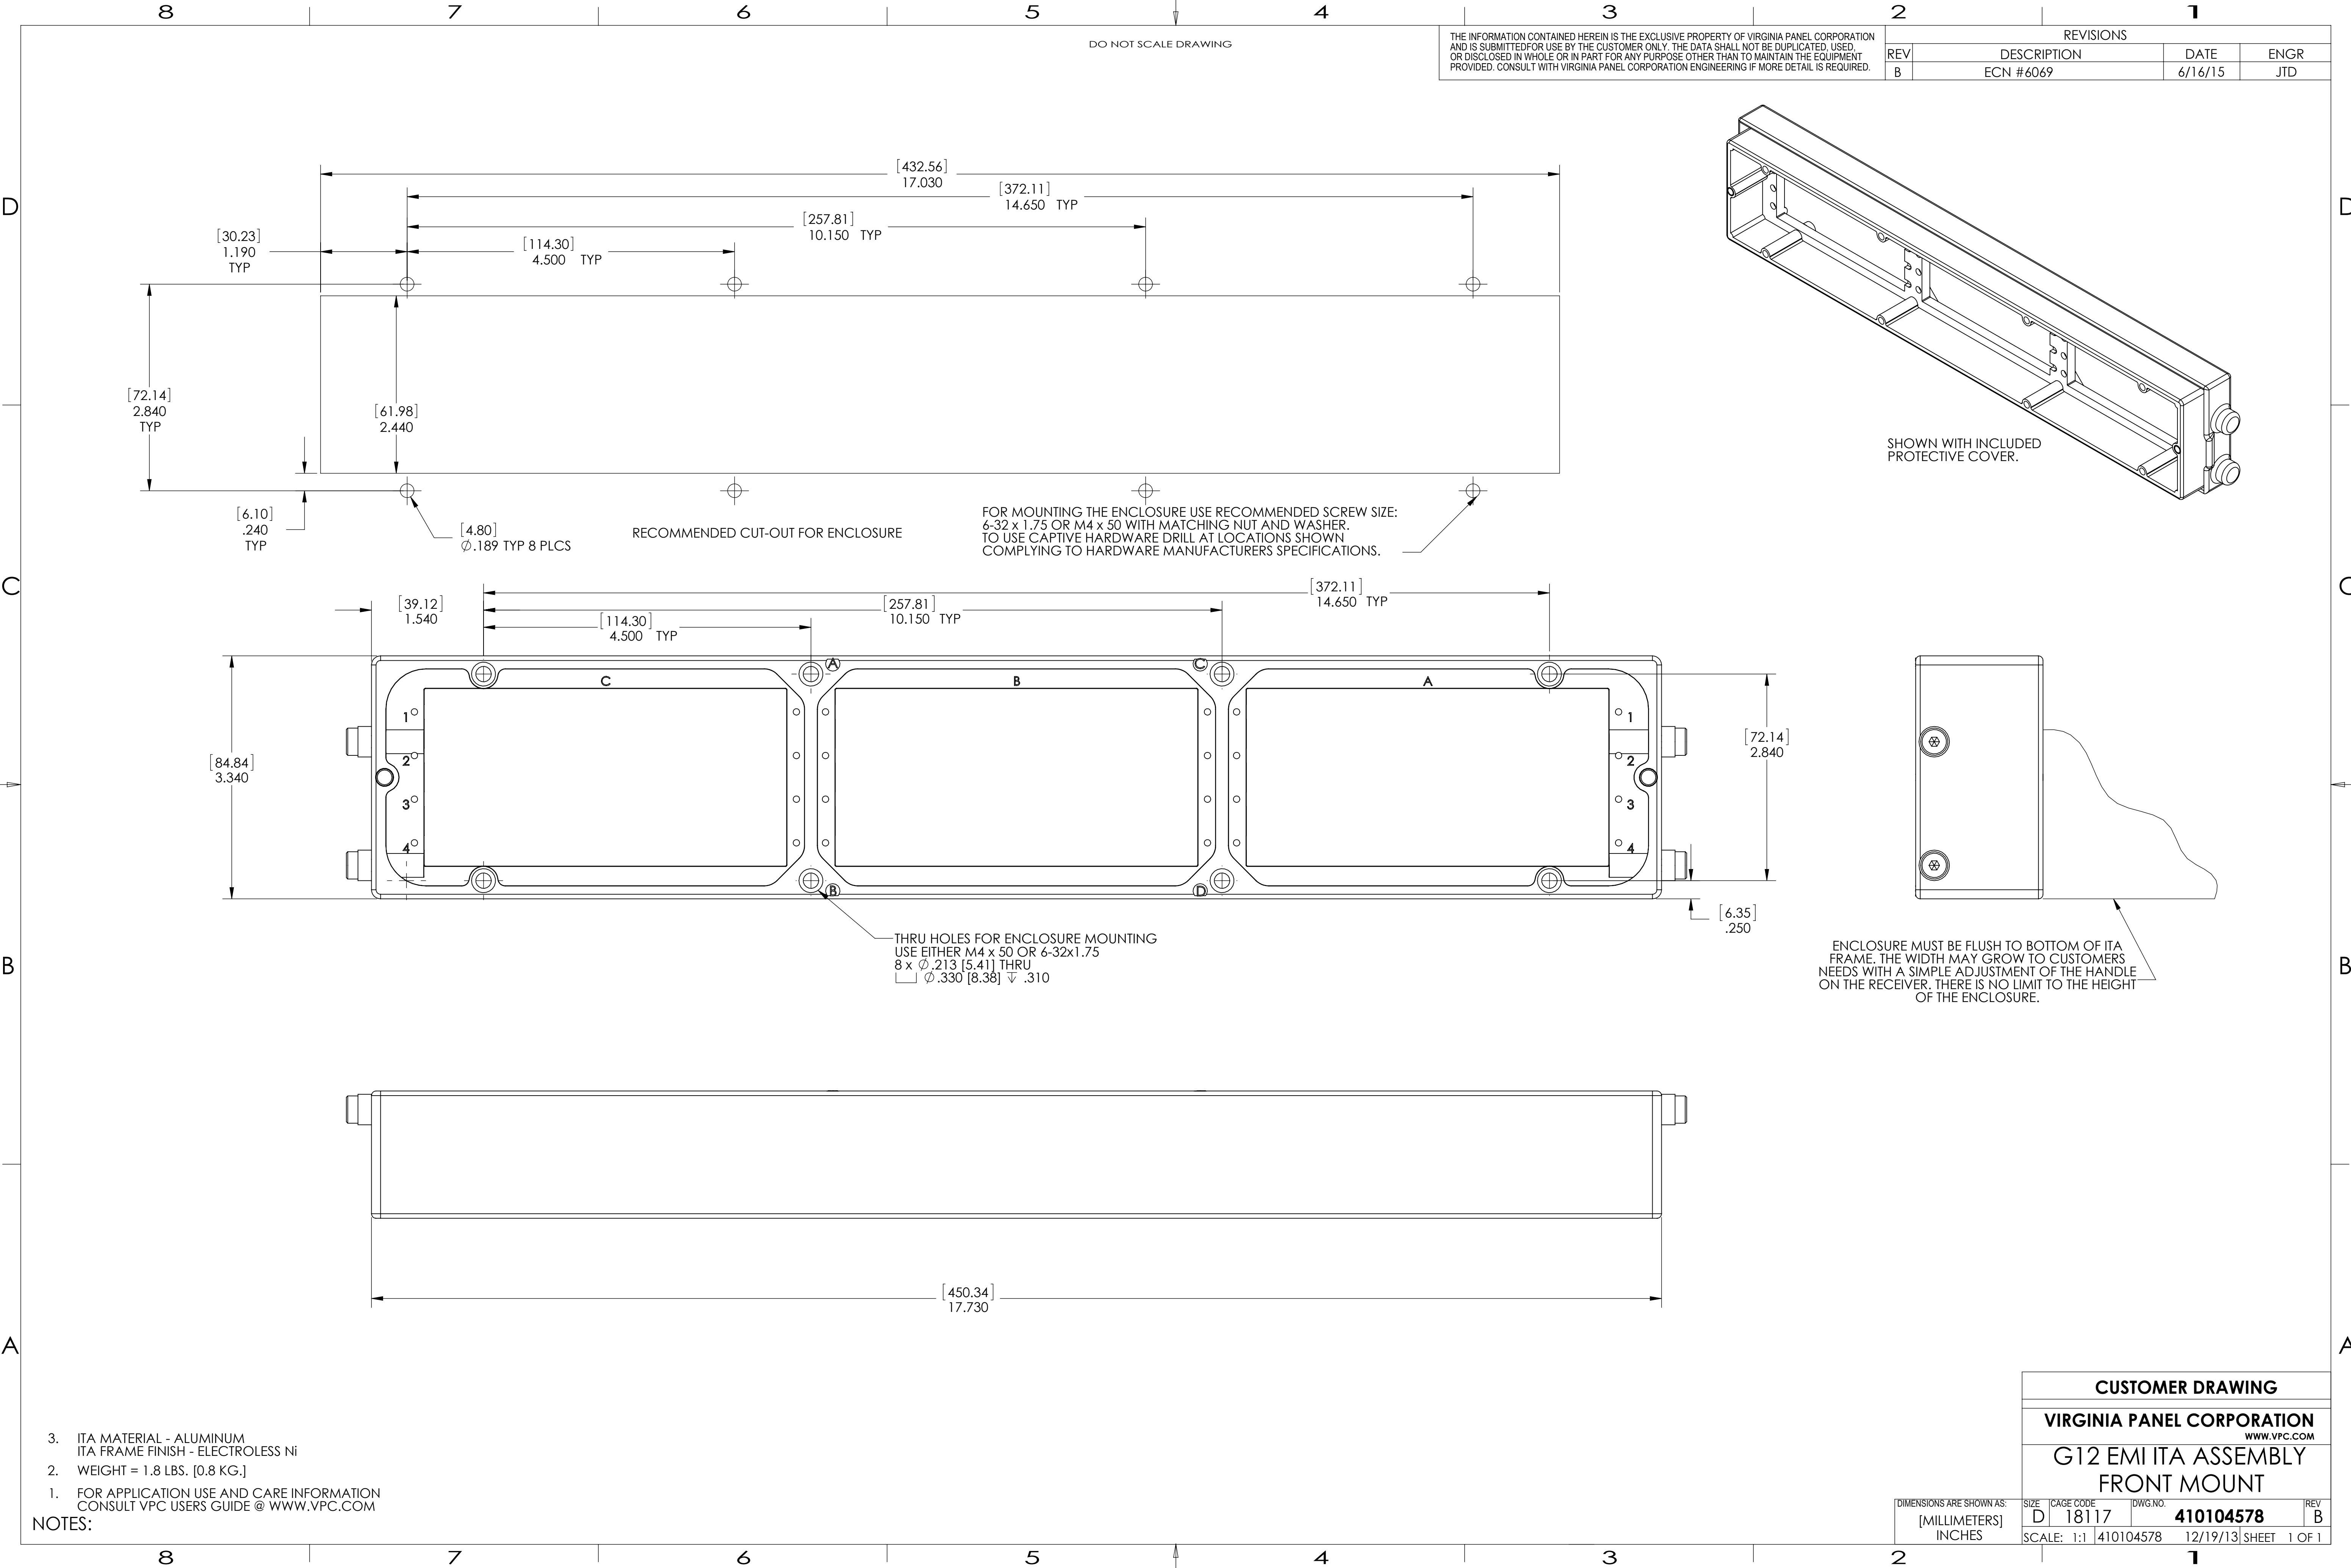 8 7 6 5 4 3 2 1
DO NOT SCALE DRAWING
THE INFORMATION CONTAINED HEREIN IS THE EXCLUSIVE PROPERTY OF VIRGINIA PANEL CORPORATION
AND IS SUBMITTEDFOR USE BY THE CUSTOMER ONLY. THE DATA SHALL NOT BE DUPLICATED, USED,
OR DISCLOSED IN WHOLE OR IN PART FOR ANY PURPOSE OTHER THAN TO MAINTAIN THE EQUIPMENT
PROVIDED. CONSULT WITH VIRGINIA PANEL CORPORATION ENGINEERING IF MORE DETAIL IS REQUIRED.
REVISIONS
REV DESCRIPTION DATE ENGR
B ECN #6069 6/16/15 JTD
D D
[432.56]
17.030
[372.11]
14.650 TYP
[257.81]
10.150 TYP
[30.23]
1.190
TYP
[114.30]
4.500 TYP
[72.14]
2.840
TYP
[61.98]
2.440
[6.10]
.240
TYP
[4.80]
∅.189 TYP 8 PLCS
RECOMMENDED CUT-OUT FOR ENCLOSURE
FOR MOUNTING THE ENCLOSURE USE RECOMMENDED SCREW SIZE:
6-32 x 1.75 OR M4 x 50 WITH MATCHING NUT AND WASHER.
TO USE CAPTIVE HARDWARE DRILL AT LOCATIONS SHOWN
COMPLYING TO HARDWARE MANUFACTURERS SPECIFICATIONS.
SHOWN WITH INCLUDED
PROTECTIVE COVER.
C C
[39.12]
1.540
[114.30]
4.500 TYP
[257.81]
10.150 TYP
[372.11]
14.650 TYP
A C
C B A
1 1
2 2
3 3
4 4
B D
[84.84]
3.340
[72.14]
2.840
[6.35]
.250
THRU HOLES FOR ENCLOSURE MOUNTING
USE EITHER M4 x 50 OR 6-32x1.75
8 x ∅.213 [5.41] THRU
⌴ ∅.330 [8.38] ↧ .310
ENCLOSURE MUST BE FLUSH TO BOTTOM OF ITA
FRAME. THE WIDTH MAY GROW TO CUSTOMERS
NEEDS WITH A SIMPLE ADJUSTMENT OF THE HANDLE
ON THE RECEIVER. THERE IS NO LIMIT TO THE HEIGHT
OF THE ENCLOSURE.
B B
[450.34]
17.730
A A
3. ITA MATERIAL - ALUMINUM
ITA FRAME FINISH - ELECTROLESS Ni
2. WEIGHT = 1.8 LBS. [0.8 KG.]
1. FOR APPLICATION USE AND CARE INFORMATION
CONSULT VPC USERS GUIDE @ WWW.VPC.COM
NOTES:
CUSTOMER DRAWING
VIRGINIA PANEL CORPORATION
WWW.VPC.COM
G12 EMI ITA ASSEMBLY
FRONT MOUNT
DIMENSIONS ARE SHOWN AS:
[MILLIMETERS]
INCHES
SIZE CAGE CODE DWG.NO. REV
D 18117 410104578 B
SCALE: 1:1 410104578 12/19/13 SHEET 1 OF 1
8 7 6 5 4 3 2 1